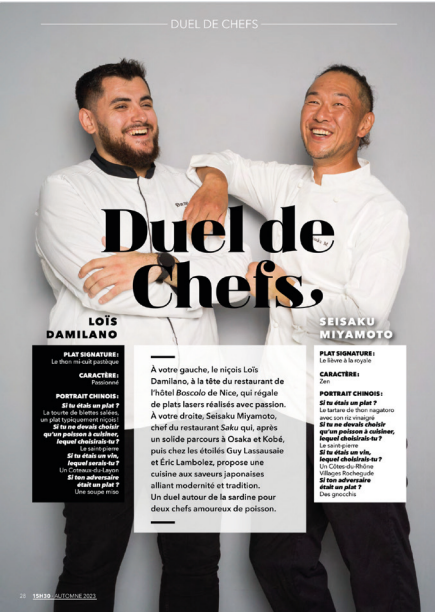 DUEL DE CHEFS
Duel de
Chefs
LOÏS
DAMILANO
PLAT SIGNATURE :
Le thon mi-cuit pastèque
CARACTÈRE :
Passionné
PORTRAIT CHINOIS :
Si tu étais un plat ?
La tourte de blettes salées,
un plat typiquement niçois !
Si tu ne devais choisir
qu'un poisson à cuisiner,
lequel choisirais-tu ?
Le saint-pierre
Si tu étais un vin,
lequel serais-tu ?
Un Coteaux-du-Layon
Si ton adversaire
était un plat ?
Une soupe miso
À votre gauche, le niçois Loïs
Damilano, à la tête du restaurant de
l'hôtel Boscolo de Nice, qui régale
de plats lasers réalisés avec passion.
À votre droite, Seisaku Miyamoto,
chef du restaurant Saku qui, après
un solide parcours à Osaka et Kobé,
puis chez les étoilés Guy Lassausaie
et Éric Lambolez, propose une
cuisine aux saveurs japonaises
alliant modernité et tradition.
Un duel autour de la sardine pour
deux chefs amoureux de poisson.
SEISAKU
MIYAMOTO
PLAT SIGNATURE :
Le lièvre à la royale
CARACTÈRE :
Zen
PORTRAIT CHINOIS :
Si tu étais un plat ?
Le tartare de thon nagatoro
avec son riz vinaigré
Si tu ne devais choisir
qu'un poisson à cuisiner,
lequel choisirais-tu ?
Le saint-pierre
Si tu étais un vin,
lequel choisirais-tu ?
Un Côtes-du-Rhône
Villages Rochegude
Si ton adversaire
était un plat ?
Des gnocchis
28 15H30 · AUTOMNE 2023